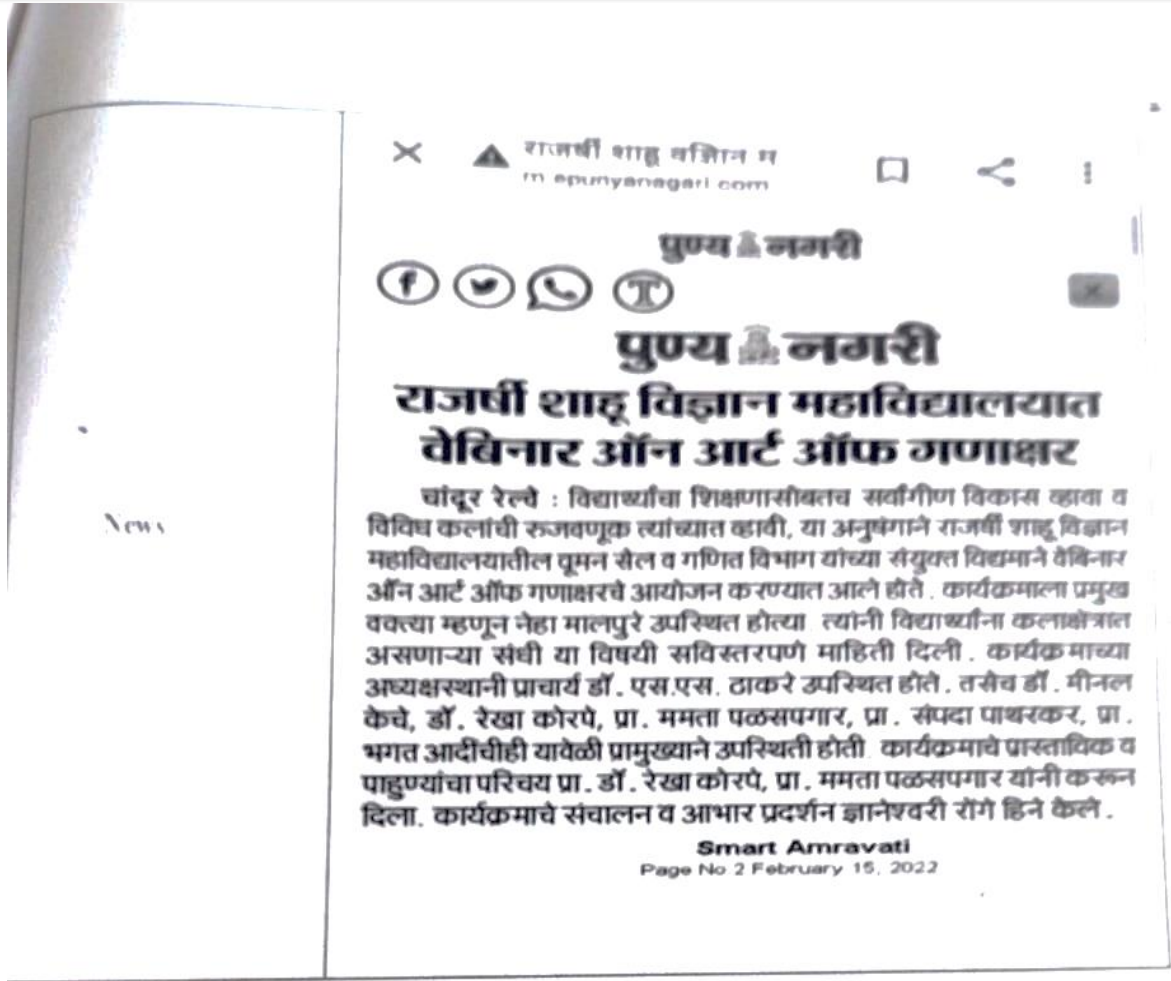 राजर्षी शाहू वज्ञिान म
m.epunyanagari.com
पुण्य नगरी
पुण्य नगरी
राजर्षी शाहू विज्ञान महाविद्यालयात
वेबिनार ऑन आर्ट ऑफ गणाक्षर
चांदूर रेल्वे : विद्यार्थ्यांचा शिक्षणासोबतच सर्वांगीण विकास व्हावा व
विविध कलांची रुजवणूक त्यांच्यात व्हावी, या अनुषंगाने राजर्षी शाहू विज्ञान
महाविद्यालयातील वूमन सेल व गणित विभाग यांच्या संयुक्त विद्यमाने वेबिनार
News
ऑन आर्ट ऑफ गणाक्षरचे आयोजन करण्यात आले होते. कार्यक्रमाला प्रमुख
वक्त्या म्हणून नेहा मालपुरे उपस्थित होत्या त्यांनी विद्यार्थ्यांना कलाक्षेत्रात
असणाऱ्या संधी या विषयी सविस्तरपणे माहिती दिली. कार्यक्रमाच्या
अध्यक्षस्थानी प्राचार्य डॉ. एस.एस. ठाकरे उपस्थित होते. तसेच डॉ. मीनल
केचे, डॉ. रेखा कोरपे, प्रा. ममता पळसपगार, प्रा. संपदा पाथरकर, प्रा.
भगत आदींचीही यावेळी प्रामुख्याने उपस्थिती होती. कार्यक्रमाचे प्रास्ताविक व
पाहुण्यांचा परिचय प्रा. डॉ. रेखा कोरपे, प्रा. ममता पळसपगार यांनी करून
दिला. कार्यक्रमाचे संचालन व आभार प्रदर्शन ज्ञानेश्वरी रोंगे हिने केले.
Smart Amravati
Page No 2 February 15, 2022